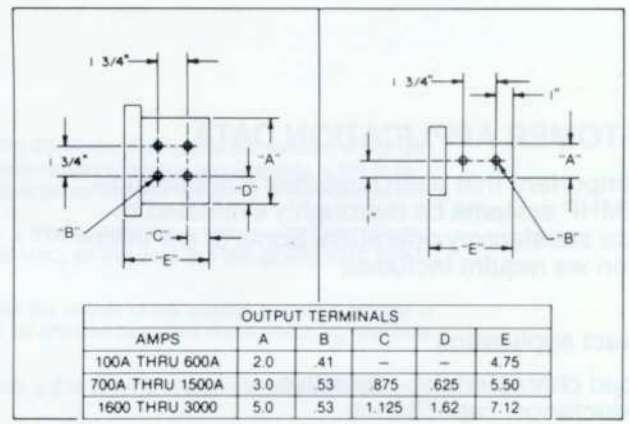 1 3/4"
1 3/4"
"A"
"D"
"B"
"C"
"E"
1 3/4"
1"
"A"
1"
"B"
"E"
OUTPUT TERMINALS
AMPS A B C D E
100A THRU 600A 2.0 .41 – – 4.75
700A THRU 1500A 3.0 .53 .875 .625 5.50
1600 THRU 3000 5.0 .53 1.125 1.62 7.12